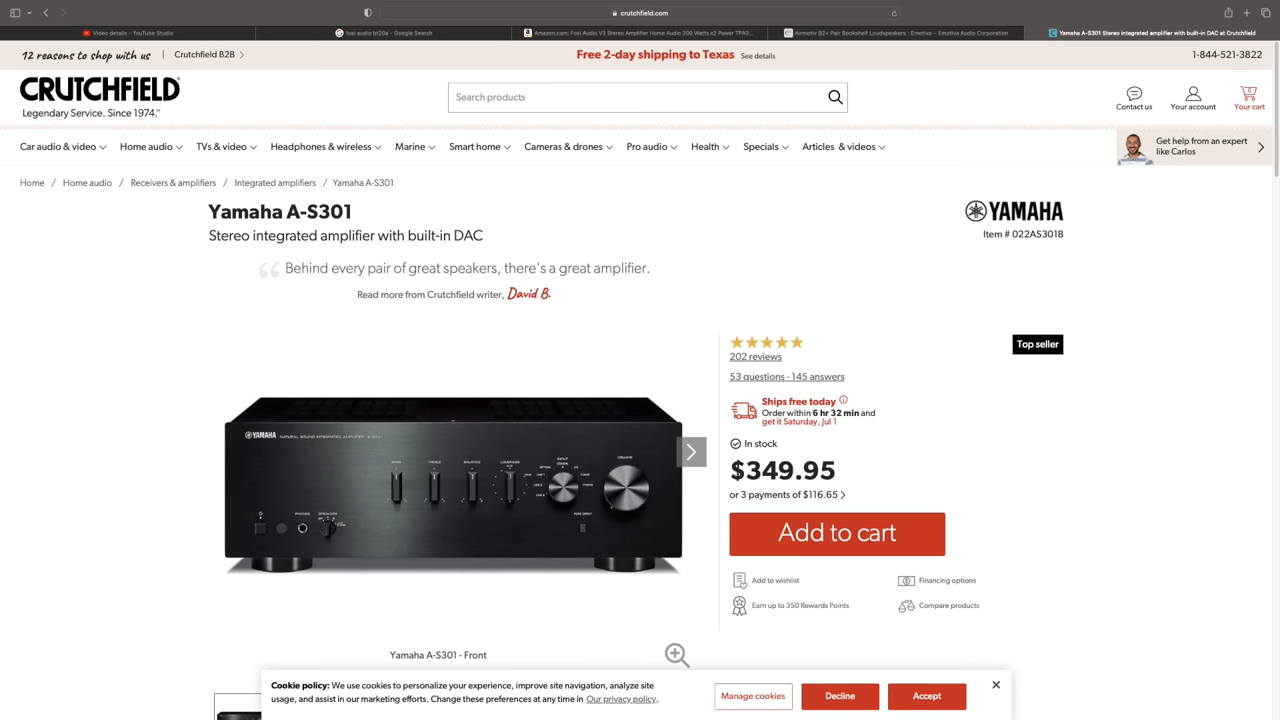 crutchfield.com
Video details - YouTube Studio
fosi audio bt20a - Google Search
Amazon.com: Fosi Audio V3 Stereo Amplifier Home Audio 300 Watts x2 Power TPA3...
Airmotiv B2+ Pair Bookshelf Loudspeakers : Emotiva – Emotiva Audio Corporation
Yamaha A-S301 Stereo integrated amplifier with built-in DAC at Crutchfield
12 reasons to shop with us | Crutchfield B2B
Free 2-day shipping to Texas See details
1-844-521-3822
CRUTCHFIELD
Legendary Service. Since 1974.™
Search products
Contact us
Your account
0
Your cart
Car audio & video
Home audio
TVs & video
Headphones & wireless
Marine
Smart home
Cameras & drones
Pro audio
Health
Specials
Articles & videos
Get help from an expert
like Carlos
Home / Home audio / Receivers & amplifiers / Integrated amplifiers / Yamaha A-S301
Yamaha A-S301
YAMAHA
Stereo integrated amplifier with built-in DAC
Item # 022AS301B
“ Behind every pair of great speakers, there's a great amplifier.
Read more from Crutchfield writer, David B.
202 reviews
Top seller
53 questions - 145 answers
Ships free today
Order within 6 hr 32 min and
get it Saturday, Jul 1
In stock
$349.95
or 3 payments of $116.65
Add to cart
Add to wishlist
Financing options
Earn up to 350 Rewards Points
Compare products
YAMAHA
BASS
TREBLE
BALANCE
LOUDNESS
INPUT
VOLUME
PHONES
SPEAKERS
PURE DIRECT
Yamaha A-S301 - Front
Cookie policy: We use cookies to personalize your experience, improve site navigation, analyze site
usage, and assist in our marketing efforts. Change these preferences at any time in Our privacy policy.
Manage cookies
Decline
Accept